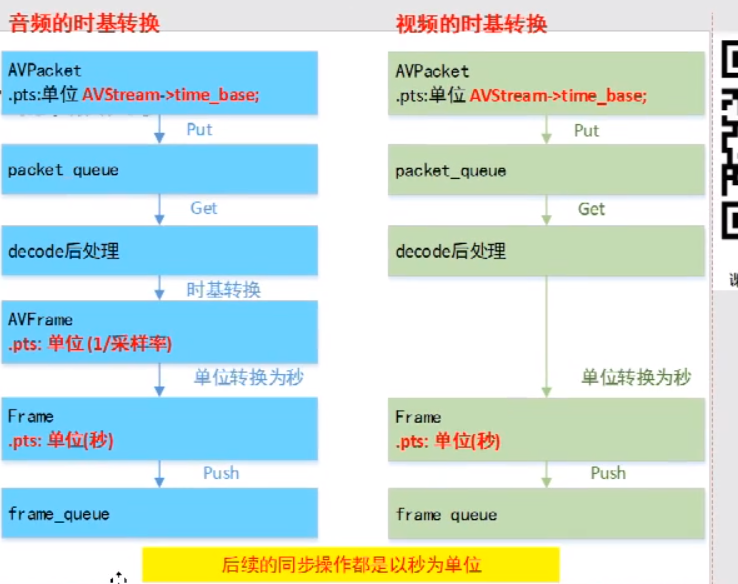 音频的时基转换
AVPacket
.pts:单位 AVStream->time_base;
Put
packet queue
Get
decode后处理
时基转换
AVFrame
.pts: 单位 (1/采样率)
单位转换为秒
Frame
.pts: 单位(秒)
Push
frame_queue
视频的时基转换
AVPacket
.pts:单位 AVStream->time_base;
Put
packet_queue
Get
decode后处理
单位转换为秒
Frame
.pts: 单位(秒)
Push
frame queue
后续的同步操作都是以秒为单位